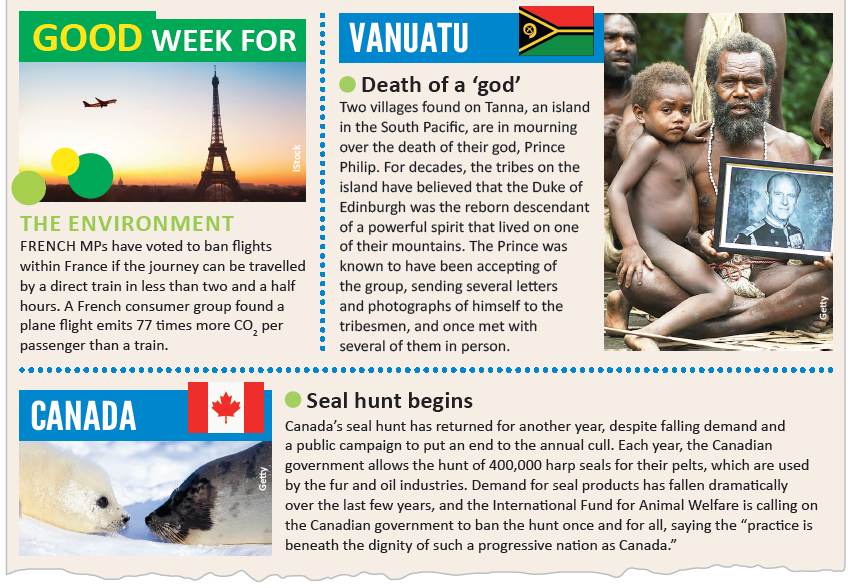 GOOD WEEK FOR
iStock
THE ENVIRONMENT
FRENCH MPs have voted to ban flights
within France if the journey can be travelled
by a direct train in less than two and a half
hours. A French consumer group found a
plane flight emits 77 times more CO₂ per
passenger than a train.
VANUATU
Death of a ‘god’
Two villages found on Tanna, an island
in the South Pacific, are in mourning
over the death of their god, Prince
Philip. For decades, the tribes on the
island have believed that the Duke of
Edinburgh was the reborn descendant
of a powerful spirit that lived on one
of their mountains. The Prince was
known to have been accepting of
the group, sending several letters
and photographs of himself to the
tribesmen, and once met with
several of them in person.
Getty
CANADA
Getty
Seal hunt begins
Canada’s seal hunt has returned for another year, despite falling demand and
a public campaign to put an end to the annual cull. Each year, the Canadian
government allows the hunt of 400,000 harp seals for their pelts, which are used
by the fur and oil industries. Demand for seal products has fallen dramatically
over the last few years, and the International Fund for Animal Welfare is calling on
the Canadian government to ban the hunt once and for all, saying the “practice is
beneath the dignity of such a progressive nation as Canada.”